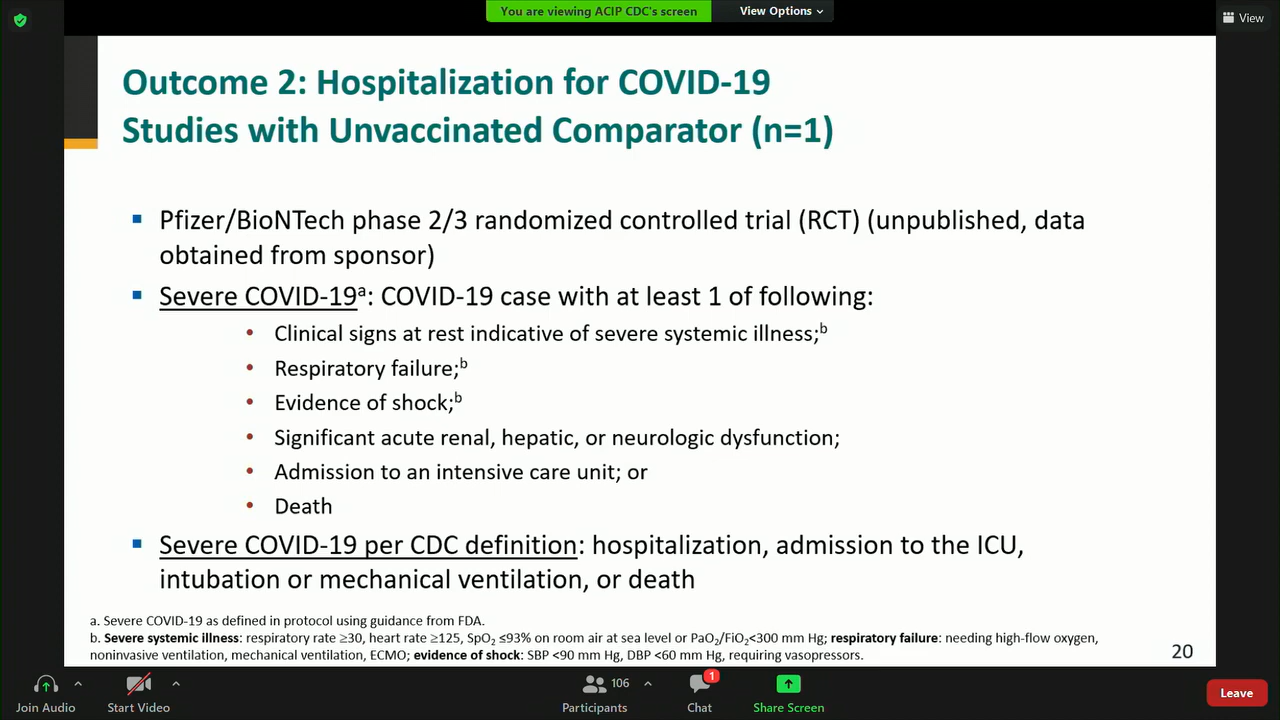 You are viewing ACIP CDC's screen
View Options
View
Outcome 2: Hospitalization for COVID-19
Studies with Unvaccinated Comparator (n=1)
Pfizer/BioNTech phase 2/3 randomized controlled trial (RCT) (unpublished, data
obtained from sponsor)
Severe COVID-19ᵃ: COVID-19 case with at least 1 of following:
Clinical signs at rest indicative of severe systemic illness;ᵇ
Respiratory failure;ᵇ
Evidence of shock;ᵇ
Significant acute renal, hepatic, or neurologic dysfunction;
Admission to an intensive care unit; or
Death
Severe COVID-19 per CDC definition: hospitalization, admission to the ICU,
intubation or mechanical ventilation, or death
a. Severe COVID-19 as defined in protocol using guidance from FDA.
b. Severe systemic illness: respiratory rate ≥30, heart rate ≥125, SpO₂ ≤93% on room air at sea level or PaO₂/FiO₂<300 mm Hg; respiratory failure: needing high-flow oxygen,
noninvasive ventilation, mechanical ventilation, ECMO; evidence of shock: SBP <90 mm Hg, DBP <60 mm Hg, requiring vasopressors.
20
Join Audio
Start Video
106
Participants
1
Chat
Share Screen
Leave